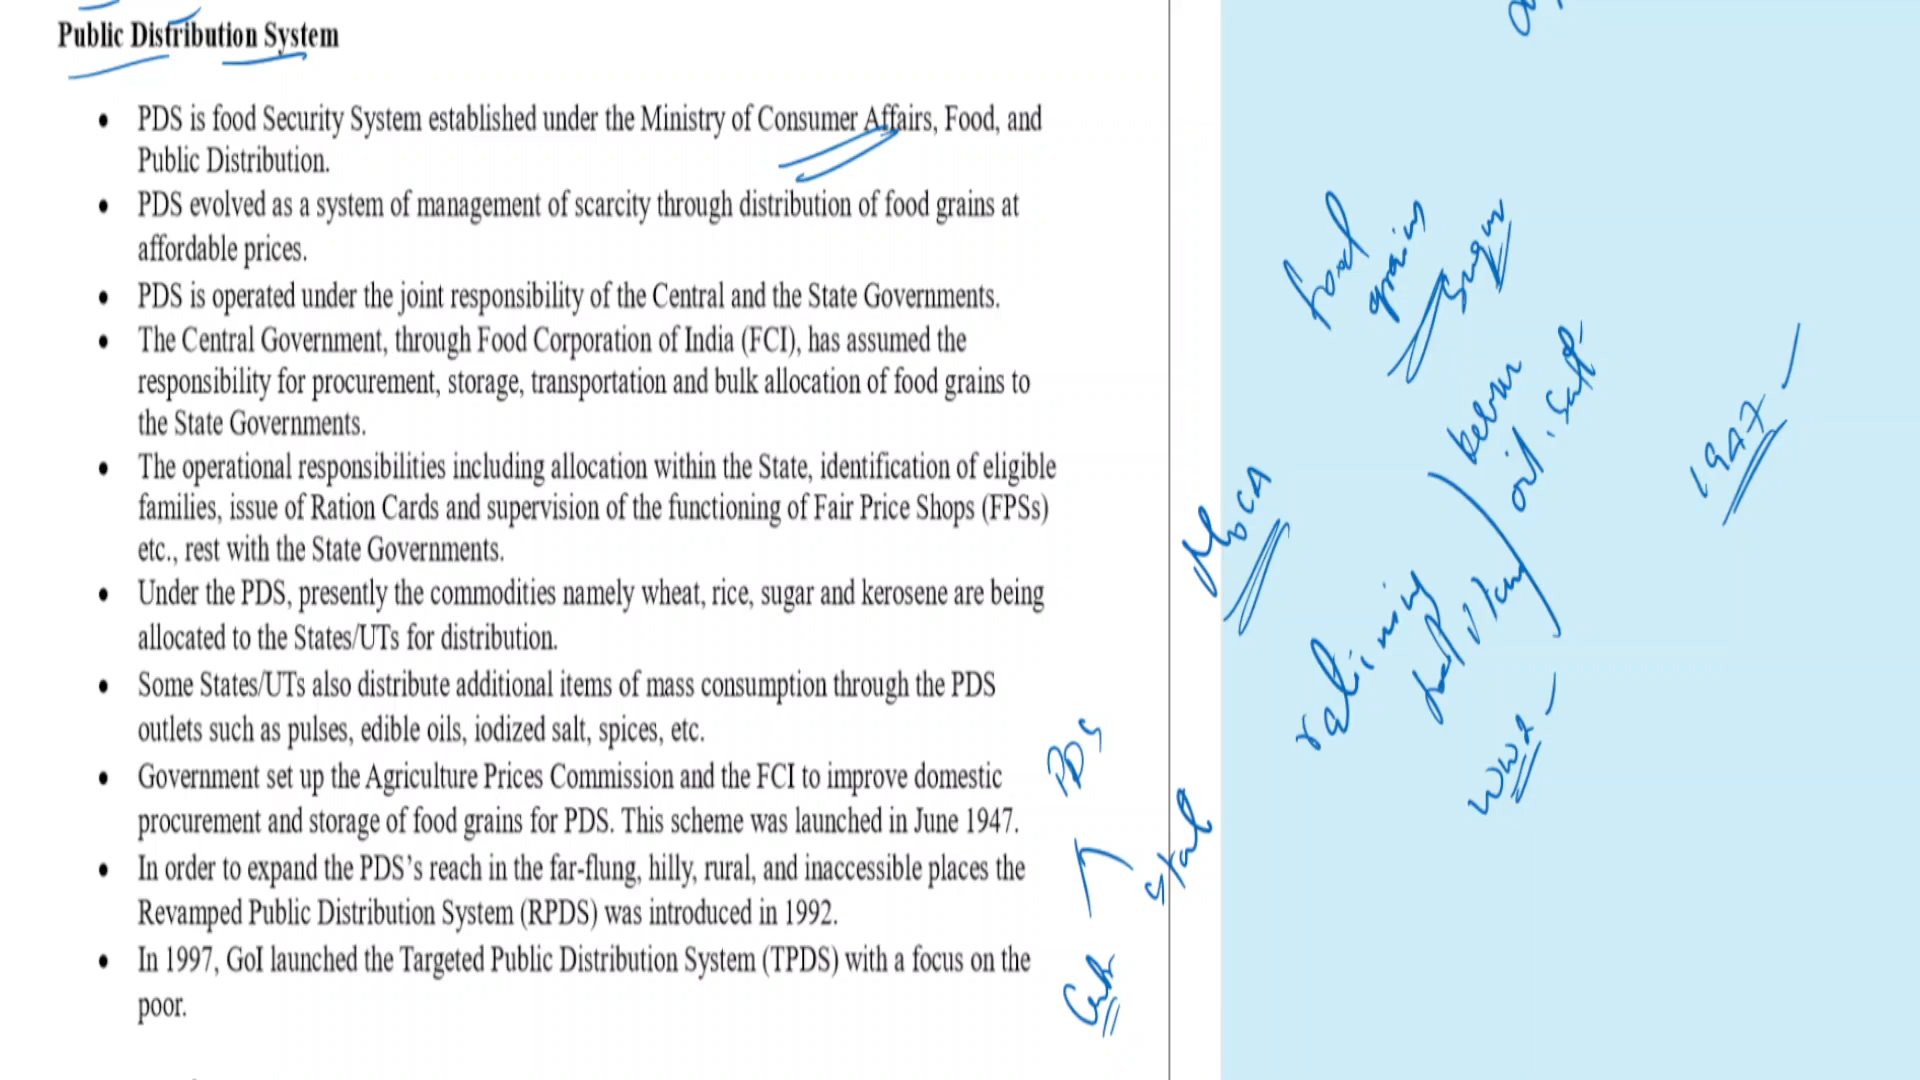 Public Distribution System
• PDS is food Security System established under the Ministry of Consumer Affairs, Food, and
Public Distribution.
• PDS evolved as a system of management of scarcity through distribution of food grains at
affordable prices.
• PDS is operated under the joint responsibility of the Central and the State Governments.
• The Central Government, through Food Corporation of India (FCI), has assumed the
responsibility for procurement, storage, transportation and bulk allocation of food grains to
the State Governments.
• The operational responsibilities including allocation within the State, identification of eligible
families, issue of Ration Cards and supervision of the functioning of Fair Price Shops (FPSs)
etc., rest with the State Governments.
• Under the PDS, presently the commodities namely wheat, rice, sugar and kerosene are being
allocated to the States/UTs for distribution.
• Some States/UTs also distribute additional items of mass consumption through the PDS
outlets such as pulses, edible oils, iodized salt, spices, etc.
• Government set up the Agriculture Prices Commission and the FCI to improve domestic
procurement and storage of food grains for PDS. This scheme was launched in June 1947.
• In order to expand the PDS’s reach in the far-flung, hilly, rural, and inaccessible places the
Revamped Public Distribution System (RPDS) was introduced in 1992.
• In 1997, GoI launched the Targeted Public Distribution System (TPDS) with a focus on the
poor.
food
grains
Sugar
oil, salt
1947
MoCA
rationing
WW2
PDS
State